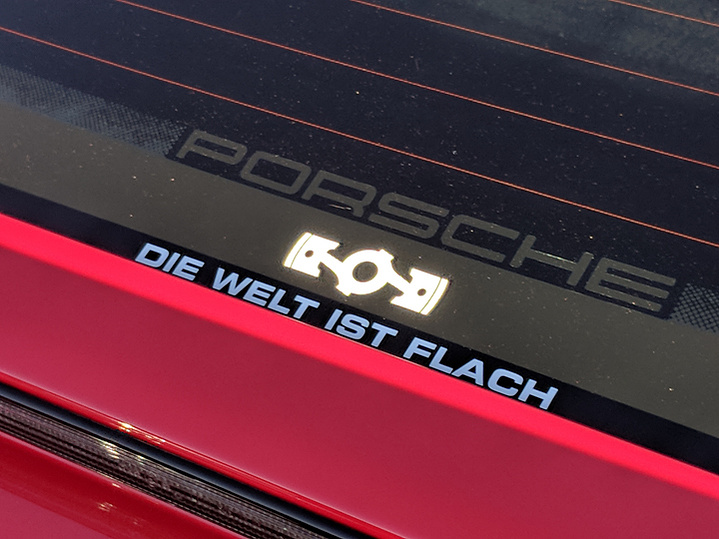 PORSCHE
DIE WELT IST FLACH